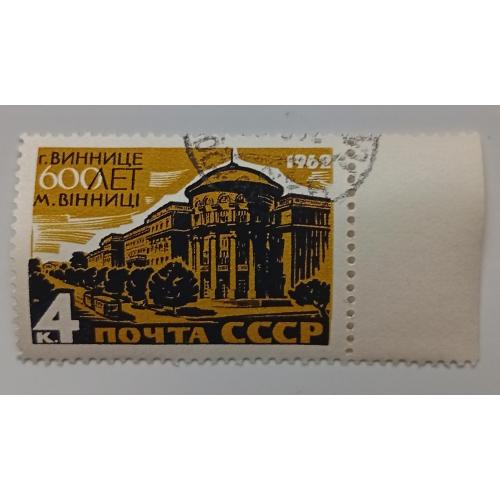 г. ВИННИЦЕ
600 ЛЕТ
М. ВІННИЦІ
1962
4 к. ПОЧТА СССР